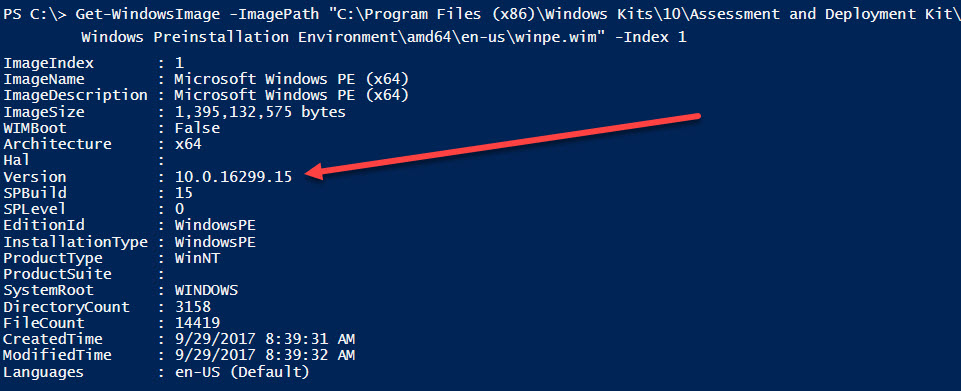 PS C:\> Get-WindowsImage -ImagePath "C:\Program Files (x86)\Windows Kits\10\Assessment and Deployment Kit\
Windows Preinstallation Environment\amd64\en-us\winpe.wim" -Index 1
ImageIndex : 1
ImageName : Microsoft Windows PE (x64)
ImageDescription : Microsoft Windows PE (x64)
ImageSize : 1,395,132,575 bytes
WIMBoot : False
Architecture : x64
Hal :
Version : 10.0.16299.15
SPBuild : 15
SPLevel : 0
EditionId : WindowsPE
InstallationType : WindowsPE
ProductType : WinNT
ProductSuite :
SystemRoot : WINDOWS
DirectoryCount : 3158
FileCount : 14419
CreatedTime : 9/29/2017 8:39:31 AM
ModifiedTime : 9/29/2017 8:39:32 AM
Languages : en-US (Default)